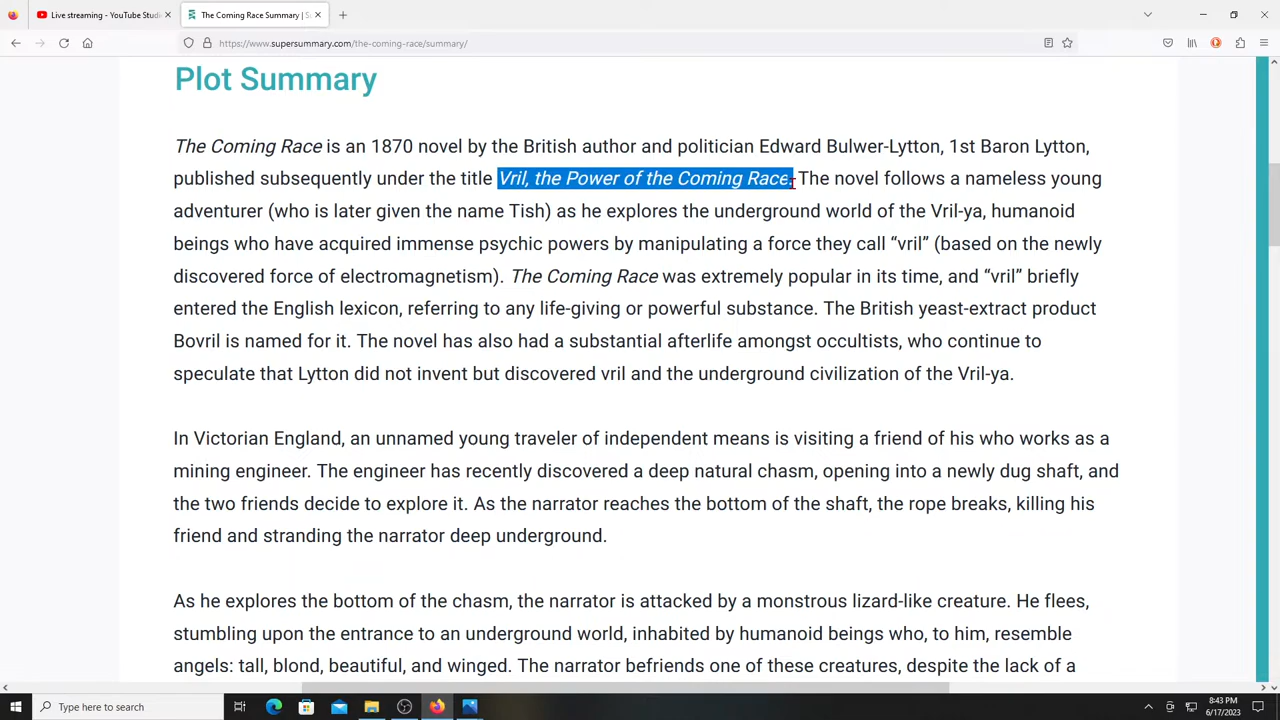 Live streaming - YouTube Studi
The Coming Race Summary | S
https://www.supersummary.com/the-coming-race/summary/
Plot Summary
The Coming Race is an 1870 novel by the British author and politician Edward Bulwer-Lytton, 1st Baron Lytton,
published subsequently under the title Vril, the Power of the Coming Race. The novel follows a nameless young
adventurer (who is later given the name Tish) as he explores the underground world of the Vril-ya, humanoid
beings who have acquired immense psychic powers by manipulating a force they call “vril” (based on the newly
discovered force of electromagnetism). The Coming Race was extremely popular in its time, and “vril” briefly
entered the English lexicon, referring to any life-giving or powerful substance. The British yeast-extract product
Bovril is named for it. The novel has also had a substantial afterlife amongst occultists, who continue to
speculate that Lytton did not invent but discovered vril and the underground civilization of the Vril-ya.
In Victorian England, an unnamed young traveler of independent means is visiting a friend of his who works as a
mining engineer. The engineer has recently discovered a deep natural chasm, opening into a newly dug shaft, and
the two friends decide to explore it. As the narrator reaches the bottom of the shaft, the rope breaks, killing his
friend and stranding the narrator deep underground.
As he explores the bottom of the chasm, the narrator is attacked by a monstrous lizard-like creature. He flees,
stumbling upon the entrance to an underground world, inhabited by humanoid beings who, to him, resemble
angels: tall, blond, beautiful, and winged. The narrator befriends one of these creatures, despite the lack of a
Type here to search
8:43 PM
6/17/2023